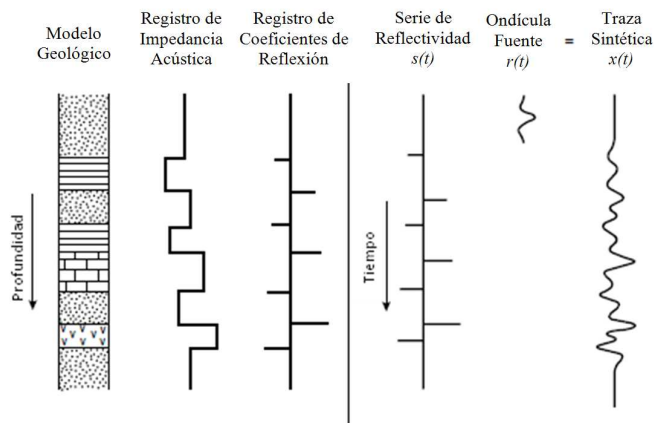 Modelo
Geológico
Registro de
Impedancia
Acústica
Registro de
Coeficientes de
Reflexión
Serie de
Reflectividad
s(t)
Ondícula
Fuente
r(t)
=
Traza
Sintética
x(t)
Profundidad
Tiempo